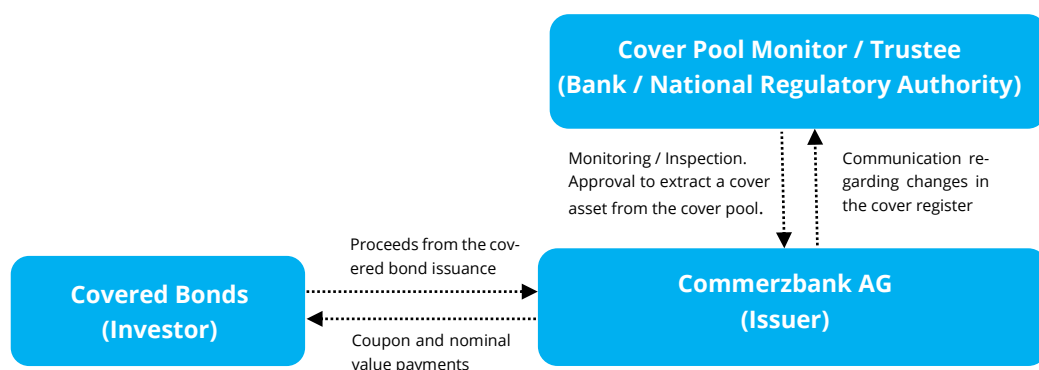 Cover Pool Monitor / Trustee
(Bank / National Regulatory Authority)
Monitoring / Inspection.
Approval to extract a cover
asset from the cover pool.
Communication re-
garding changes in
the cover register
Proceeds from the cov-
ered bond issuance
Covered Bonds
(Investor)
Commerzbank AG
(Issuer)
Coupon and nominal
value payments